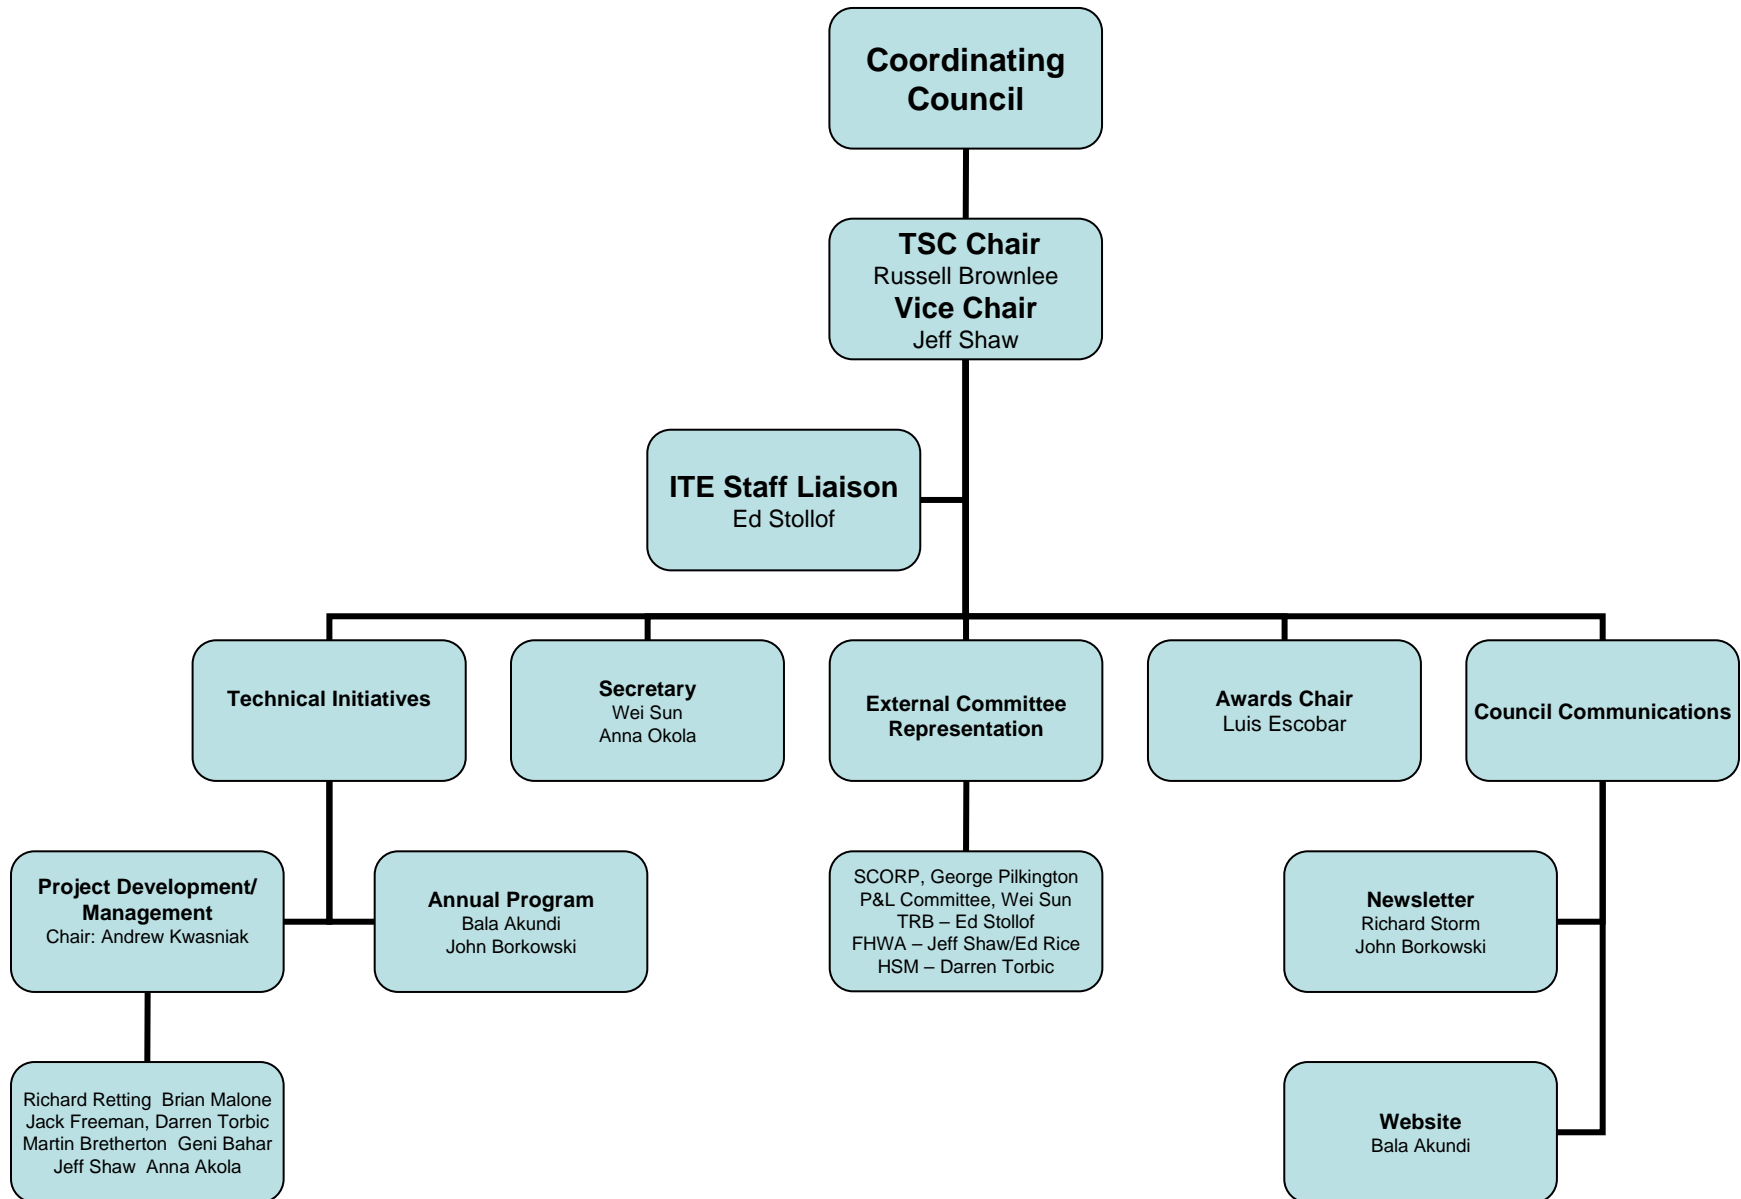 Coordinating
Council
TSC Chair
Russell Brownlee
Vice Chair
Jeff Shaw
ITE Staff Liaison
Ed Stollof
Technical Initiatives
Secretary
Wei Sun
Anna Okola
External Committee
Representation
Awards Chair
Luis Escobar
Council Communications
Project Development/
Management
Chair: Andrew Kwasniak
Annual Program
Bala Akundi
John Borkowski
SCORP, George Pilkington
P&L Committee, Wei Sun
TRB – Ed Stollof
FHWA – Jeff Shaw/Ed Rice
HSM – Darren Torbic
Newsletter
Richard Storm
John Borkowski
Richard Retting  Brian Malone
Jack Freeman, Darren Torbic
Martin Bretherton  Geni Bahar
Jeff Shaw  Anna Akola
Website
Bala Akundi